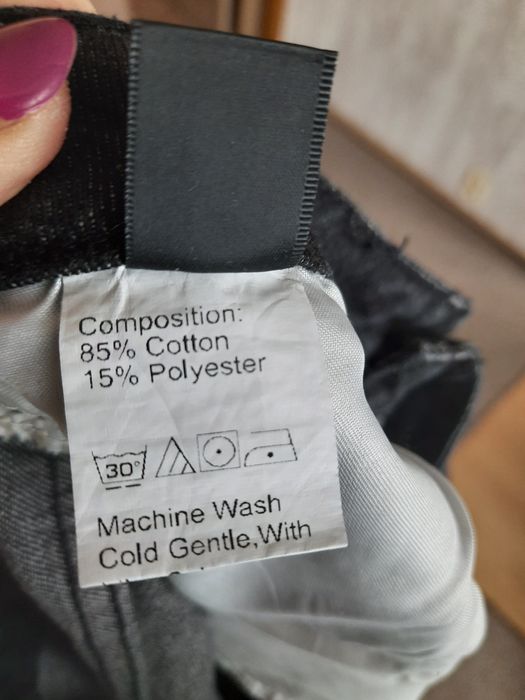 Composition:
85% Cotton
15% Polyester
30°
Machine Wash
Cold Gentle,With